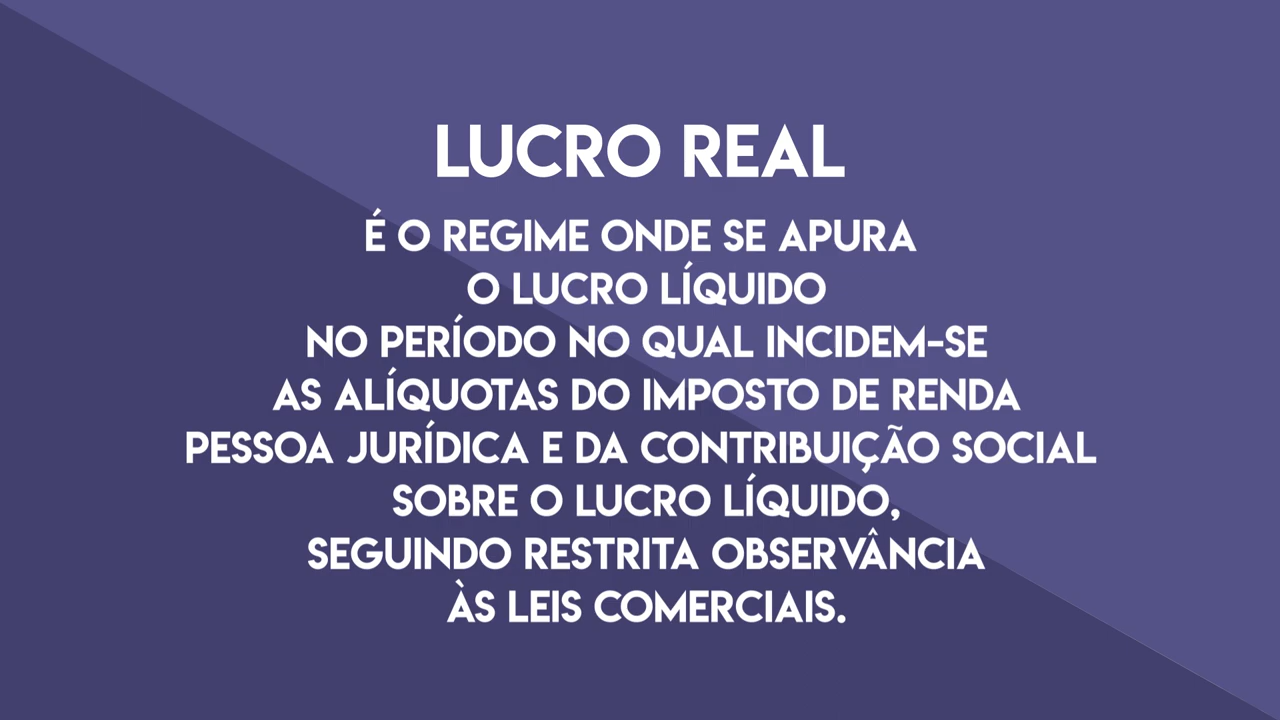 LUCRO REAL
É O REGIME ONDE SE APURA
O LUCRO LÍQUIDO
NO PERÍODO NO QUAL INCIDEM-SE
AS ALÍQUOTAS DO IMPOSTO DE RENDA
PESSOA JURÍDICA E DA CONTRIBUIÇÃO SOCIAL
SOBRE O LUCRO LÍQUIDO,
SEGUINDO RESTRITA OBSERVÂNCIA
ÀS LEIS COMERCIAIS.